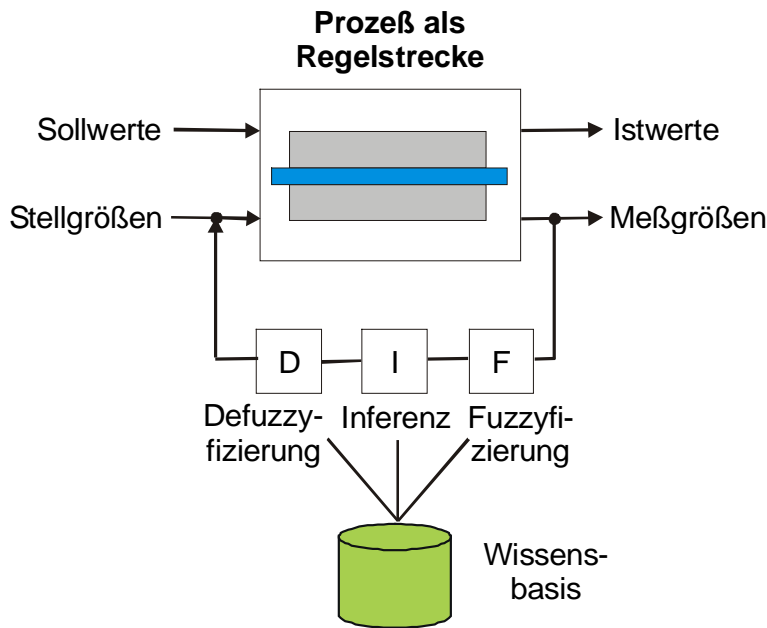 Prozeß als
Regelstrecke
Sollwerte
Istwerte
Stellgrößen
Meßgrößen
D
I
F
Defuzzy-
fizierung
Inferenz
Fuzzyfi-
zierung
Wissens-
basis